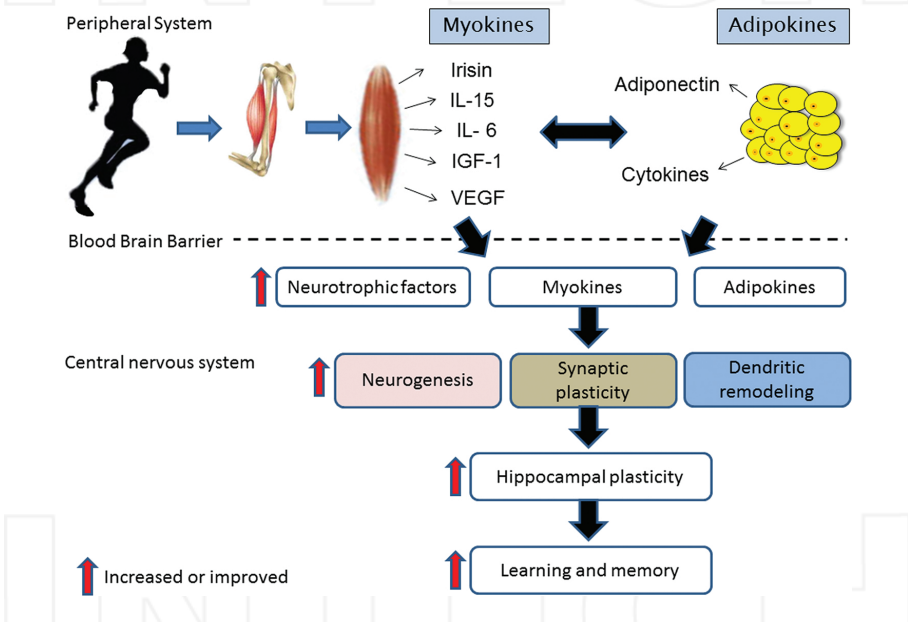 Peripheral System
Myokines
Adipokines
Irisin
IL-15
IL- 6
IGF-1
VEGF
Adiponectin
Cytokines
Blood Brain Barrier
Neurotrophic factors
Myokines
Adipokines
Central nervous system
Neurogenesis
Synaptic
plasticity
Dendritic
remodeling
Hippocampal plasticity
Learning and memory
Increased or improved